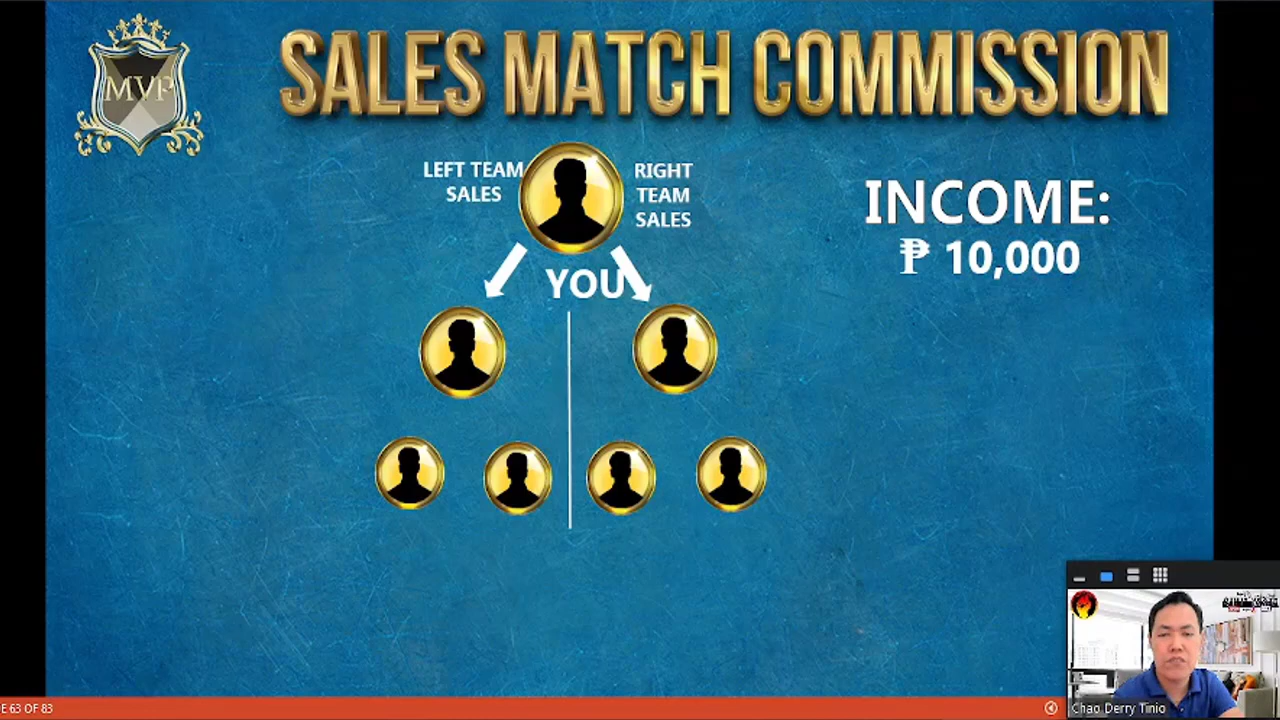 MVP
SALES MATCH COMMISSION
LEFT TEAM
SALES
RIGHT
TEAM
SALES
INCOME:
₱ 10,000
YOU
E 63 OF 83
Chao Derry Tinio